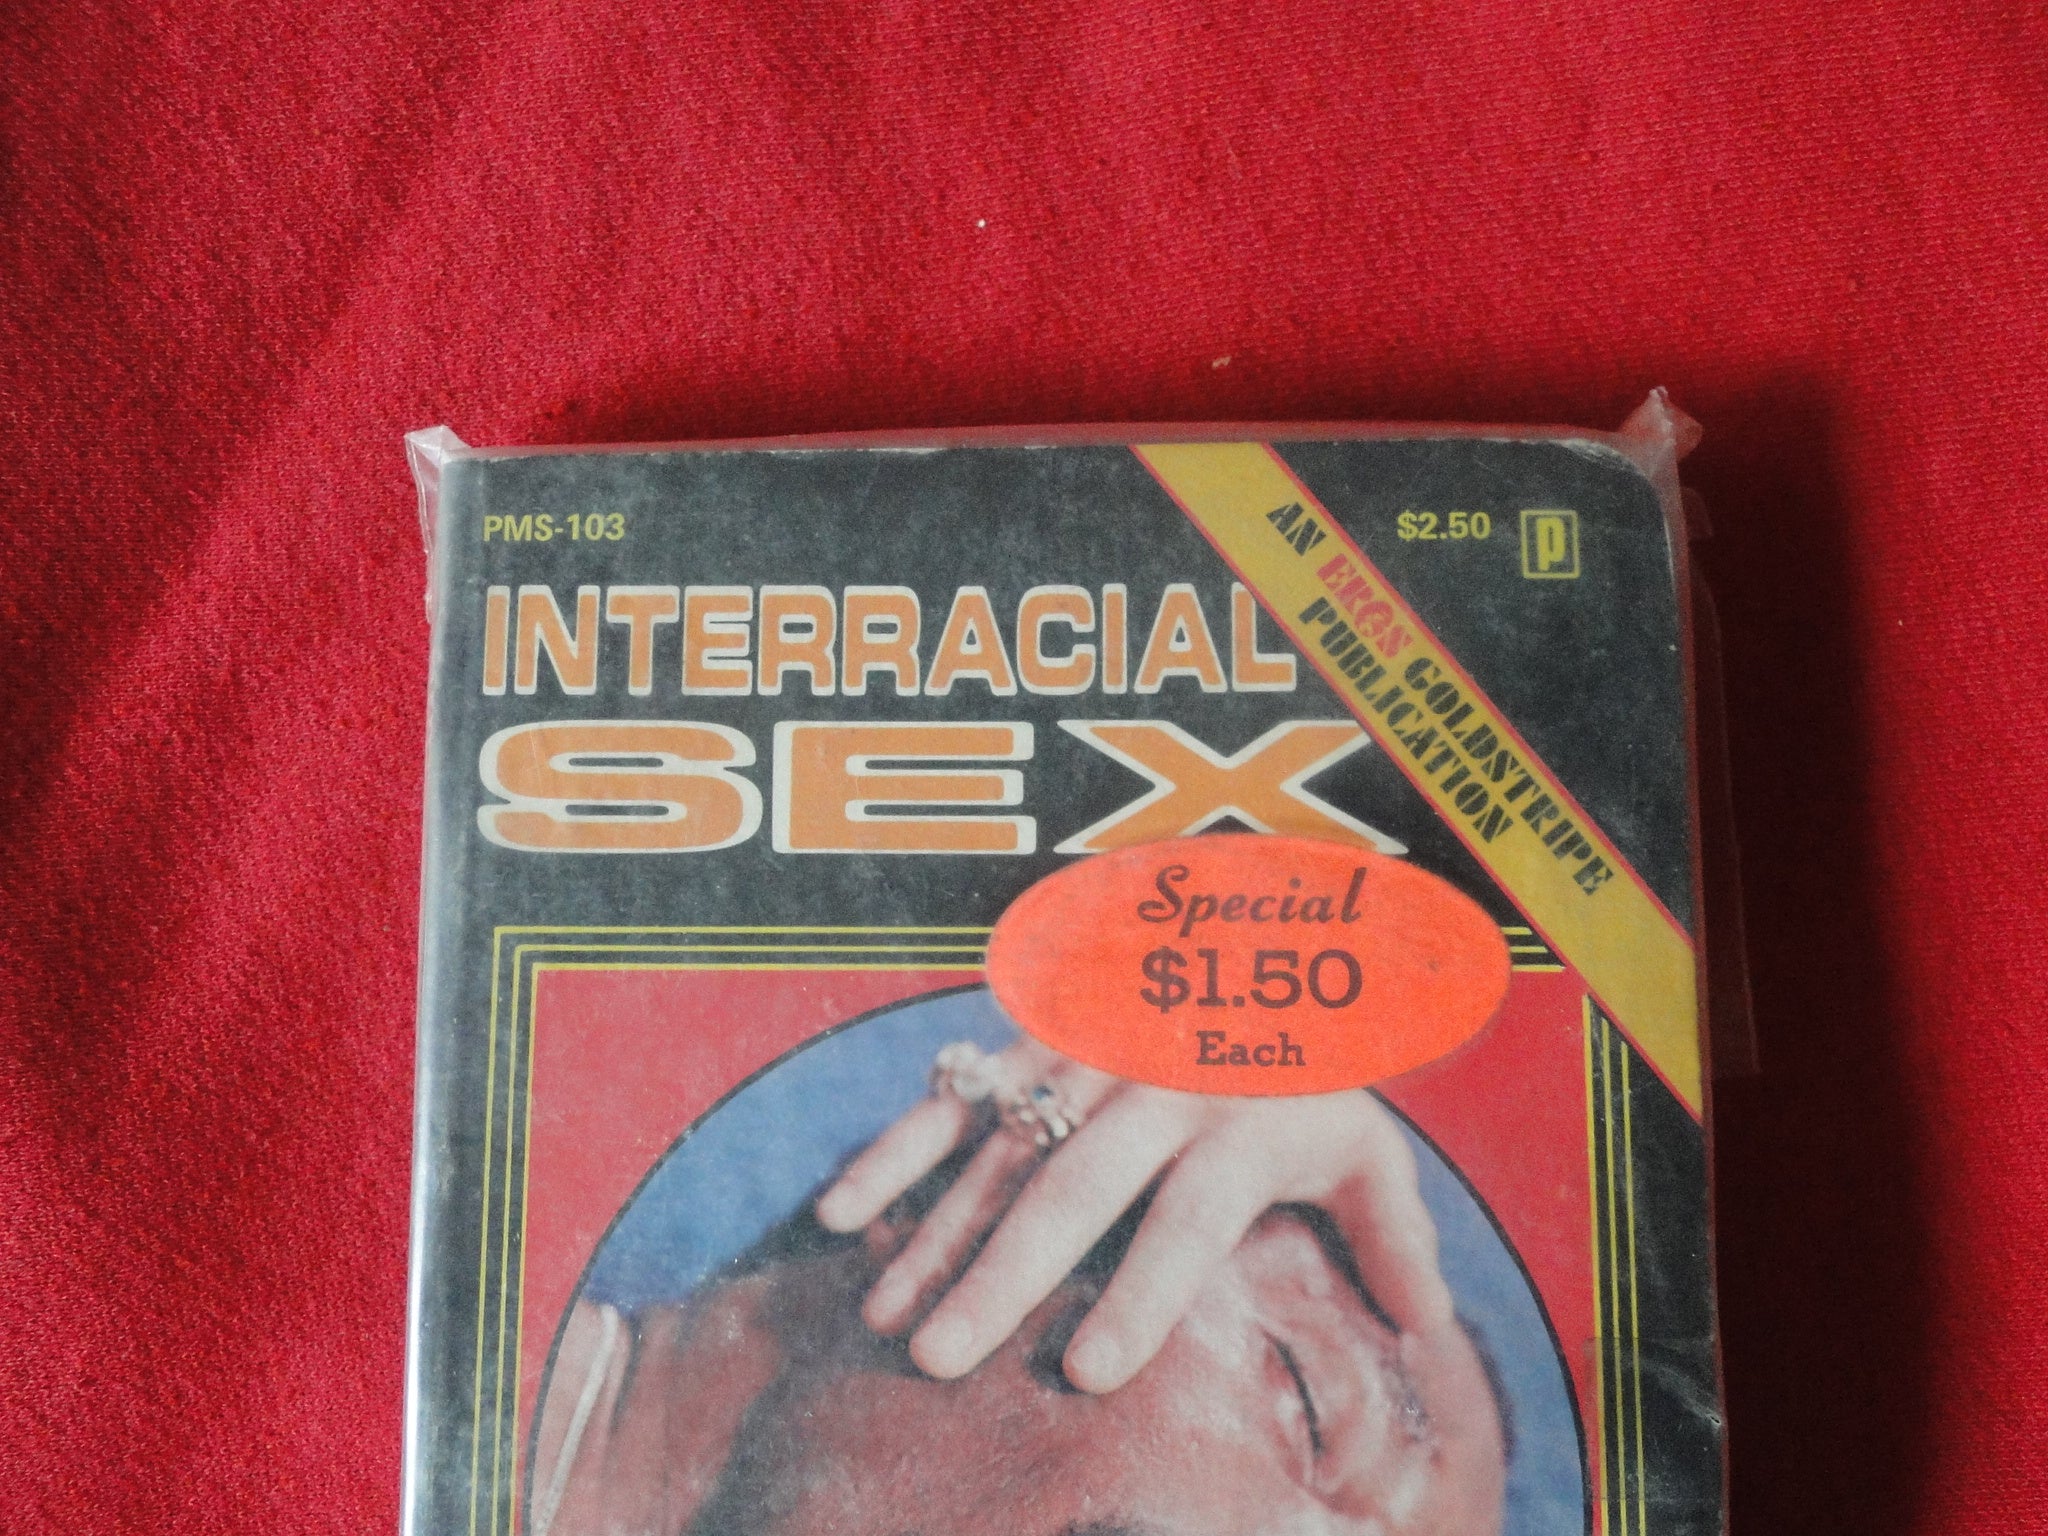 PMS-103
$2.50 p
AN EROS GOLDSTRIPE
PUBLICATION
INTERRACIAL
SEX
Special
$1.50
Each